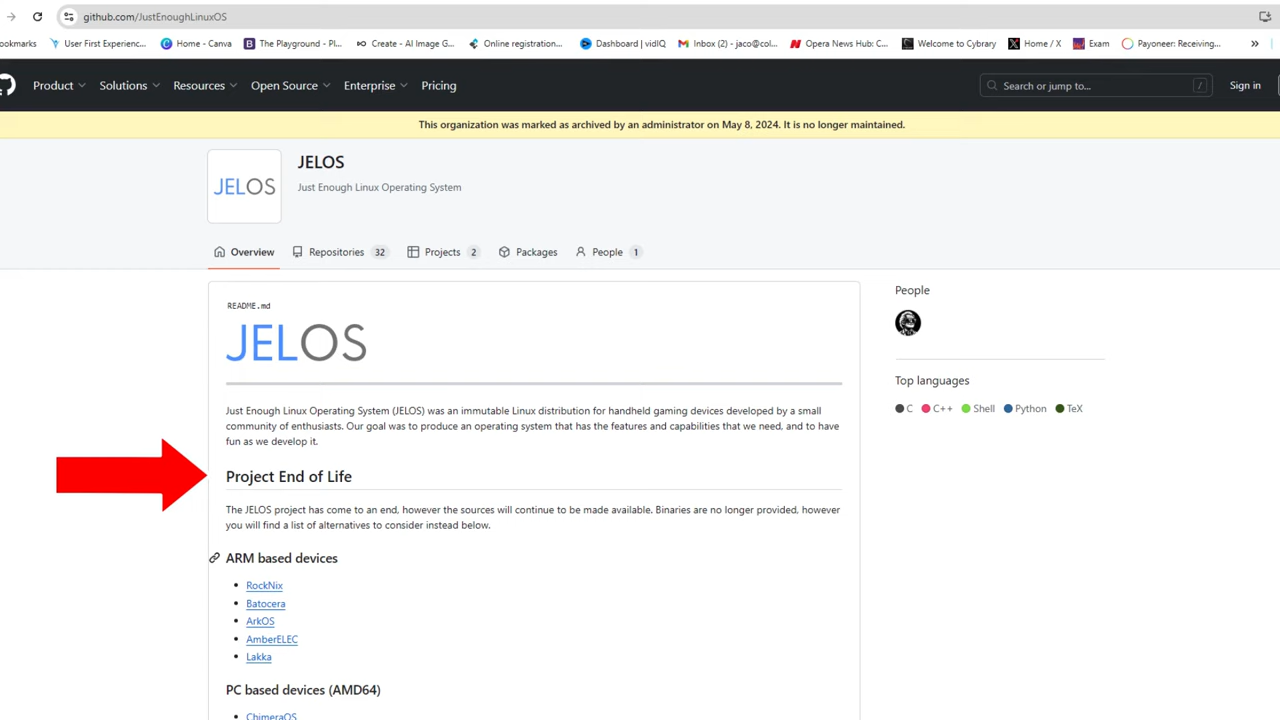 github.com/JustEnoughLinuxOS
ookmarks
User First Experienc...
Home - Canva
The Playground - Pl...
Create - AI Image G...
Online registration...
Dashboard | vidIQ
Inbox (2) - jaco@col...
Opera News Hub: C...
Welcome to Cybrary
Home / X
Exam
Payoneer: Receiving...
»
Product
Solutions
Resources
Open Source
Enterprise
Pricing
Search or jump to...
/
Sign in
This organization was marked as archived by an administrator on May 8, 2024. It is no longer maintained.
JELOS
JELOS
Just Enough Linux Operating System
Overview
Repositories 32
Projects 2
Packages
People 1
README.md
JELOS
Just Enough Linux Operating System (JELOS) was an immutable Linux distribution for handheld gaming devices developed by a small
community of enthusiasts. Our goal was to produce an operating system that has the features and capabilities that we need, and to have
fun as we develop it.
Project End of Life
The JELOS project has come to an end, however the sources will continue to be made available. Binaries are no longer provided, however
you will find a list of alternatives to consider instead below.
ARM based devices
RockNix
Batocera
ArkOS
AmberELEC
Lakka
PC based devices (AMD64)
ChimeraOS
People
Top languages
C C++ Shell Python TeX